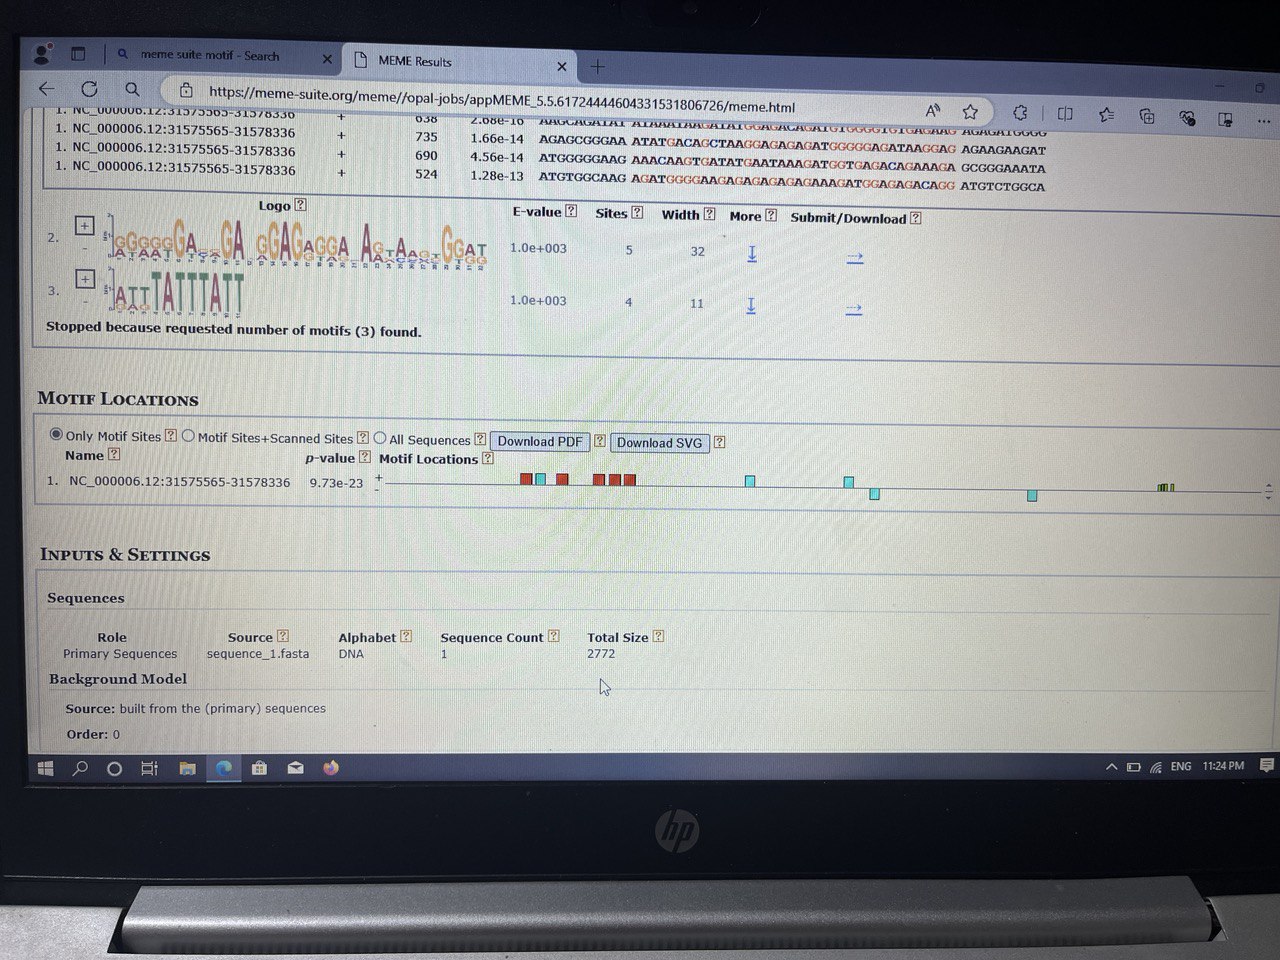 meme suite motif - Search
MEME Results
https://meme-suite.org/meme//opal-jobs/appMEME_5.5.61724444604331531806726/meme.html
1. NC_000006.12:31575565-31578336 + 638 2.68e-16
1. NC_000006.12:31575565-31578336 + 735 1.66e-14 AGAGCGGGAA ATATGACAGCTAAGGAGAGAGATGGGGGAGATAAGGAG AGAAGAAGAT
1. NC_000006.12:31575565-31578336 + 690 4.56e-14 ATGGGGGAAG AAACAAGTGATATGAATAAAGATGGTGAGACAGAAAGA GCGGGAAATA
1. NC_000006.12:31575565-31578336 + 524 1.28e-13 ATGTGGCAAG AGATGGGGAAGAGAGAGAGAGAAAGATGGAGAGACAGG ATGTCTGGCA
Logo ? E-value ? Sites ? Width ? More ? Submit/Download ?
2. + - 1.0e+003 5 32
3. + - ATTTATTTATT 1.0e+003 4 11
Stopped because requested number of motifs (3) found.
MOTIF LOCATIONS
Only Motif Sites ? Motif Sites+Scanned Sites ? All Sequences ? Download PDF ? Download SVG ?
Name ? p-value ? Motif Locations ?
1. NC_000006.12:31575565-31578336 9.73e-23 + -
INPUTS & SETTINGS
Sequences
Role Source ? Alphabet ? Sequence Count ? Total Size ?
Primary Sequences sequence_1.fasta DNA 1 2772
Background Model
Source: built from the (primary) sequences
Order: 0
ENG 11:24 PM
hp